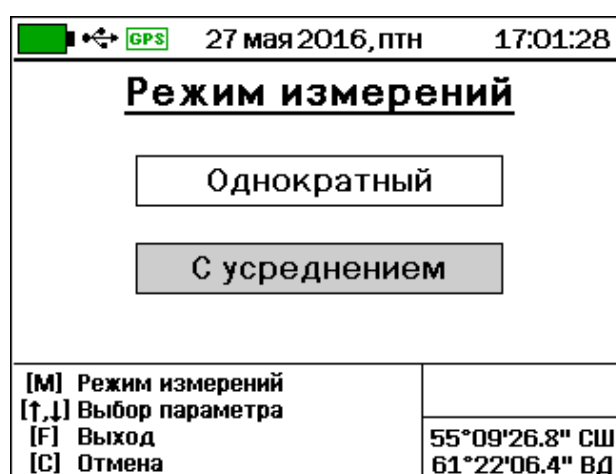 GPS 27 мая 2016, птн 17:01:28
Режим измерений
Однократный
С усреднением
[М] Режим измерений
[↑,↓] Выбор параметра
[F] Выход
[C] Отмена
55°09'26.8" СШ
61°22'06.4" ВД